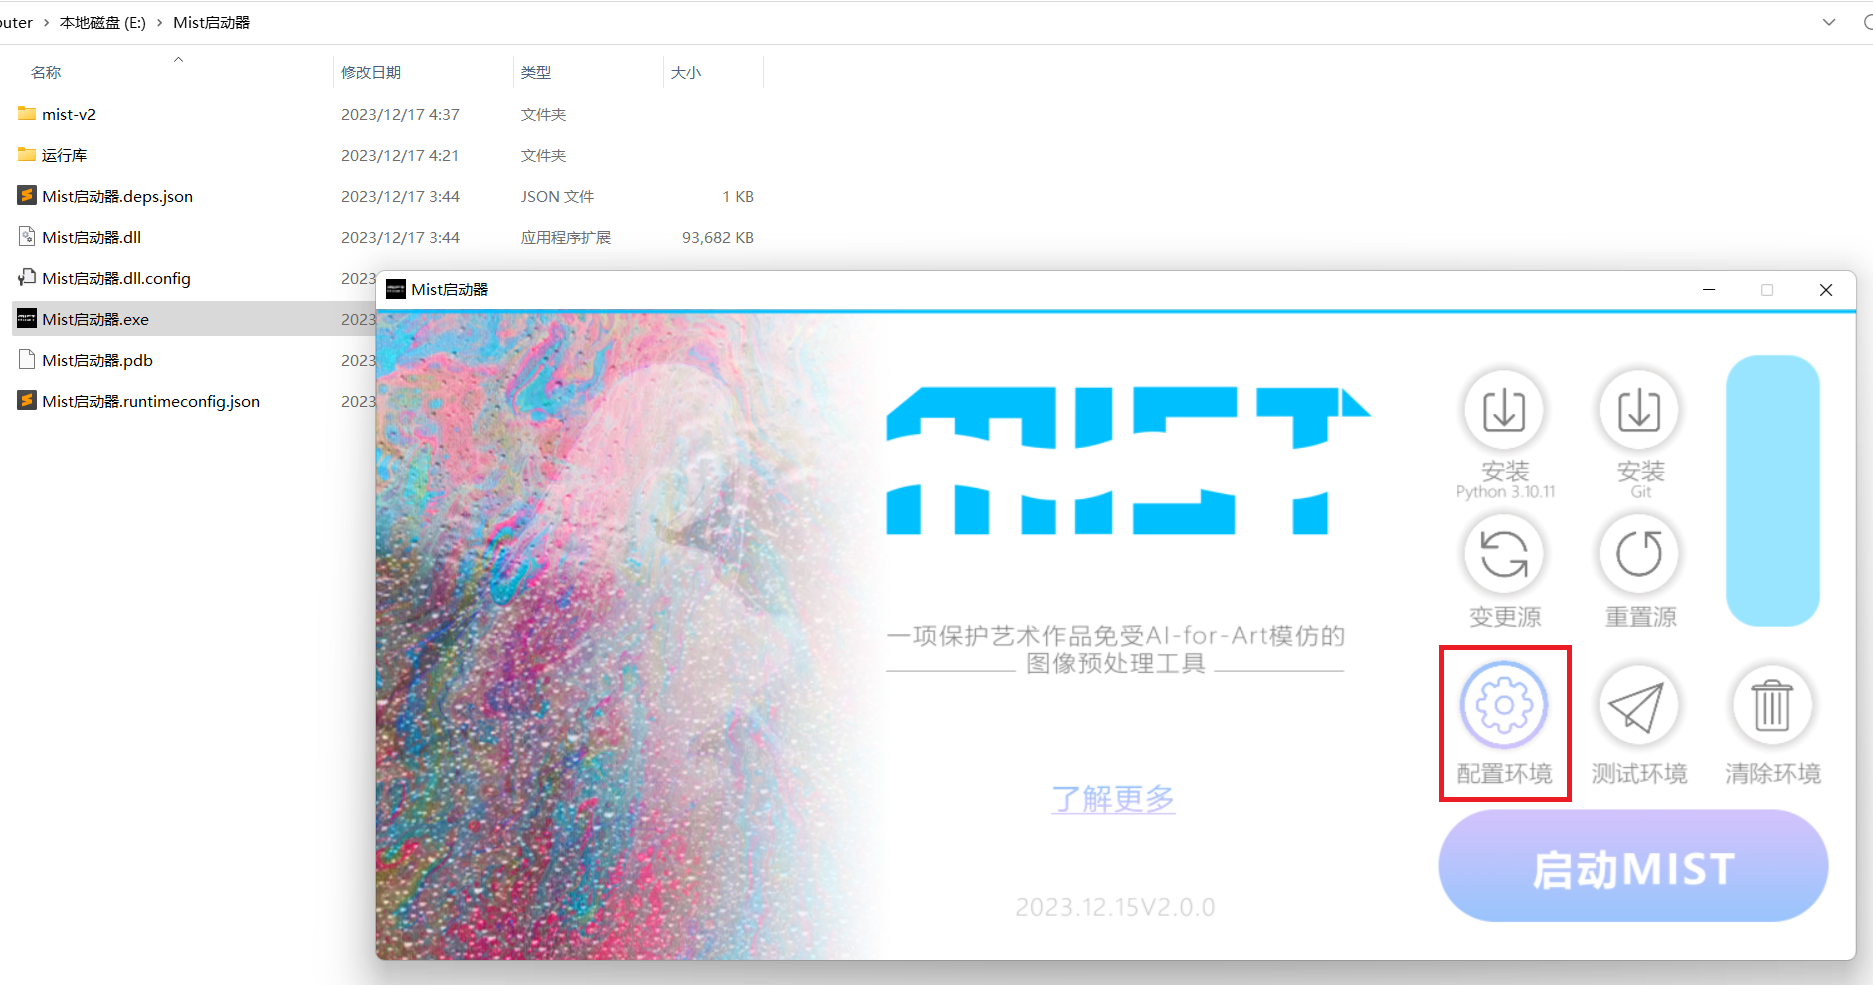 outer > 本地磁盘 (E:) > Mist启动器
名称 修改日期 类型 大小
mist-v2 2023/12/17 4:37 文件夹
运行库 2023/12/17 4:21 文件夹
Mist启动器.deps.json 2023/12/17 3:44 JSON 文件 1 KB
Mist启动器.dll 2023/12/17 3:44 应用程序扩展 93,682 KB
Mist启动器.dll.config 2023
Mist启动器.exe 2023
Mist启动器.pdb 2023
Mist启动器.runtimeconfig.json 2023
Mist启动器
MIST
一项保护艺术作品免受AI-for-Art模仿的
图像预处理工具
了解更多
2023.12.15V2.0.0
安装
Python 3.10.11
安装
Git
变更源
重置源
配置环境
测试环境
清除环境
启动MIST